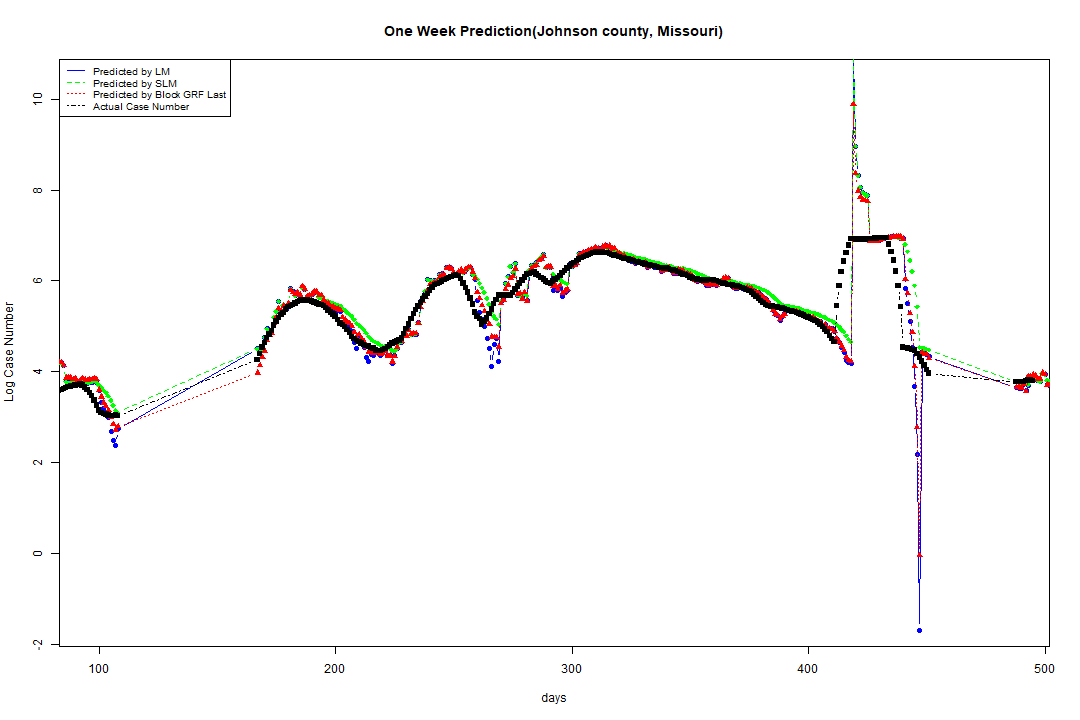 One Week Prediction(Johnson county, Missouri)
Predicted by LM
Predicted by SLM
Predicted by Block GRF Last
Actual Case Number
Log Case Number
10
8
6
4
2
0
-2
100 200 300 400 500
days